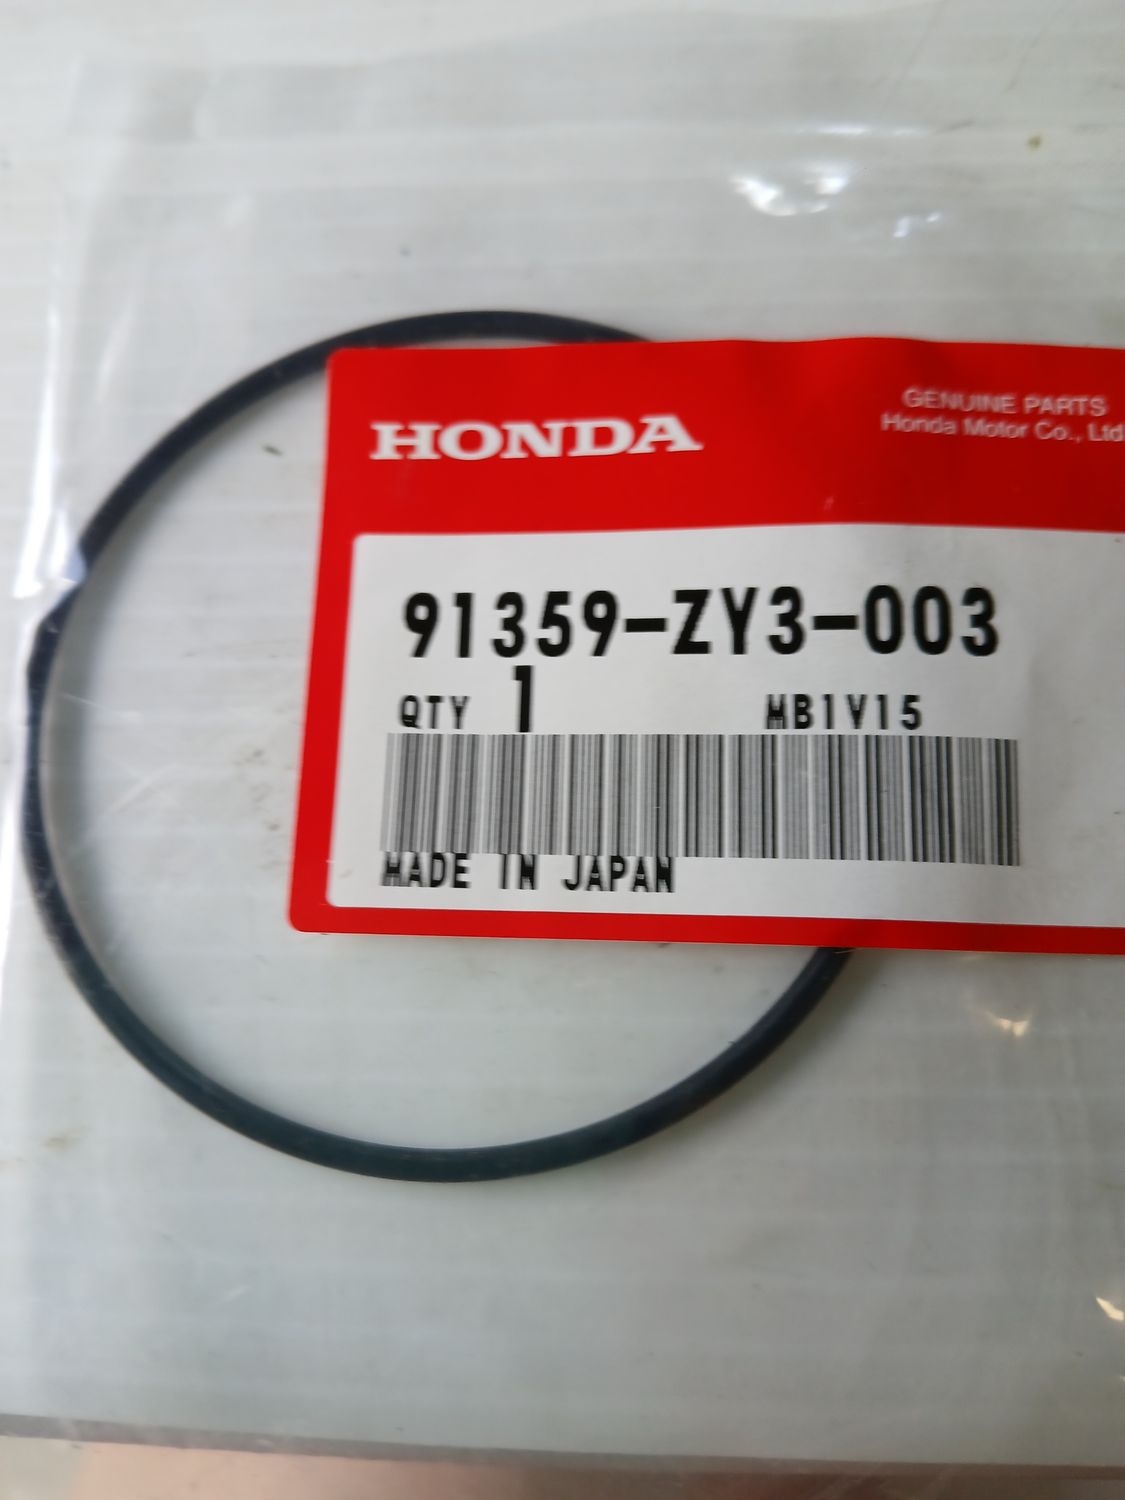 HONDA
GENUINE PARTS
Honda Motor Co., Ltd
91359-ZY3-003
QTY 1 MB1V15
MADE IN JAPAN